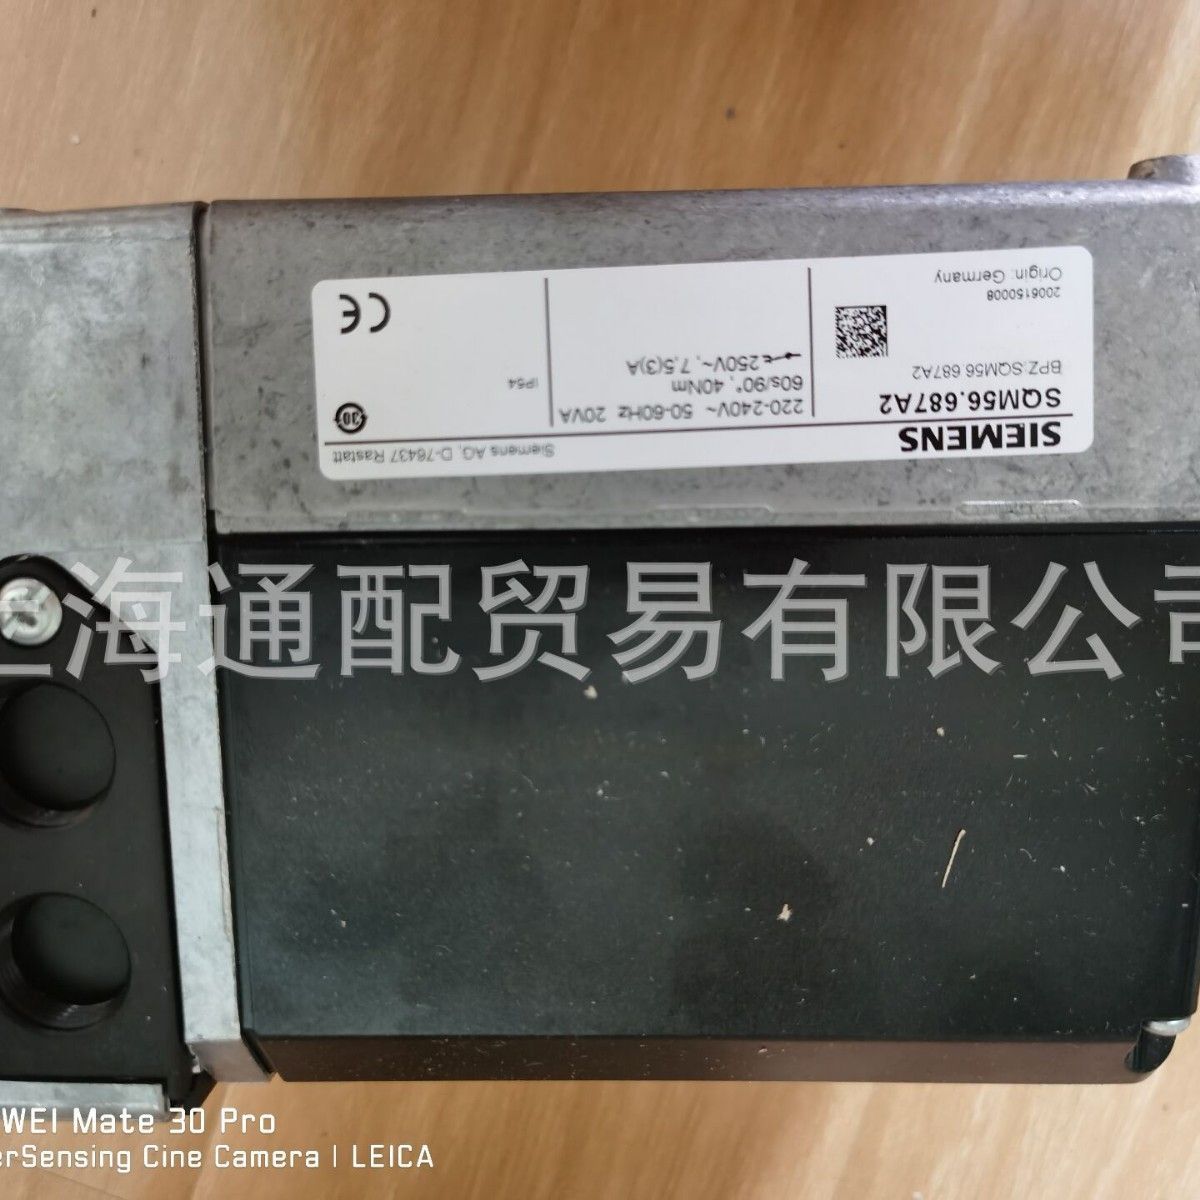 SIEMENS
SQM56.687A2
BPZ:SQM56.687A2
2006150008
Origin: Germany
Siemens AG, D-76437 Rastatt
220-240V~ 50-60Hz 20VA
60s/90°, 40Nm
250V~, 7,5(3)A
IP54
CE
30
上海通配贸易有限公司
WEI Mate 30 Pro
erSensing Cine Camera | LEICA